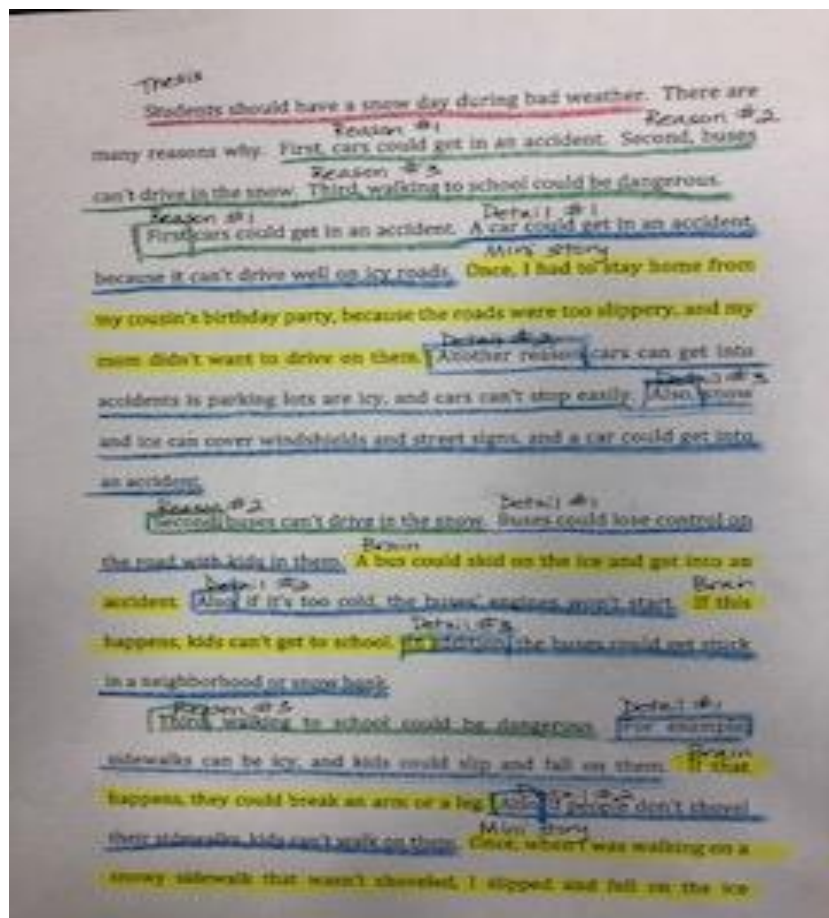 Thesis
Students should have a snow day during bad weather. There are
Reason #1 Reason #2
many reasons why. First, cars could get in an accident. Second, buses
Reason #3
can't drive in the snow. Third, walking to school could be dangerous.
Reason #1 Detail #1
First, cars could get in an accident. A car could get in an accident,
Mini story
because it can't drive well on icy roads. Once, I had to stay home from
my cousin's birthday party, because the roads were too slippery, and my
Detail #2
mom didn't want to drive on them. Another reason cars can get into
Detail #3
accidents is parking lots are icy, and cars can't stop easily. Also, snow
and ice can cover windshields and street signs, and a car could get into
an accident.
Reason #2 Detail #1
Second, buses can't drive in the snow. Buses could lose control on
Brain
the road with kids in them. A bus could skid on the ice and get into an
Detail #2 Brain
accident. Also, if it's too cold, the buses' engines won't start. If this
Detail #3
happens, kids can't get to school. In addition, the buses could get stuck
in a neighborhood or snow bank.
Reason #3 Detail #1
Third, walking to school could be dangerous. For example,
Brain
sidewalks can be icy, and kids could slip and fall on them. If that
Detail #2
happens, they could break an arm or a leg. Also, if people don't shovel
Mini story
their sidewalks, kids can't walk on them. Once, when I was walking on a
snowy sidewalk that wasn't shoveled, I slipped and fell on the ice